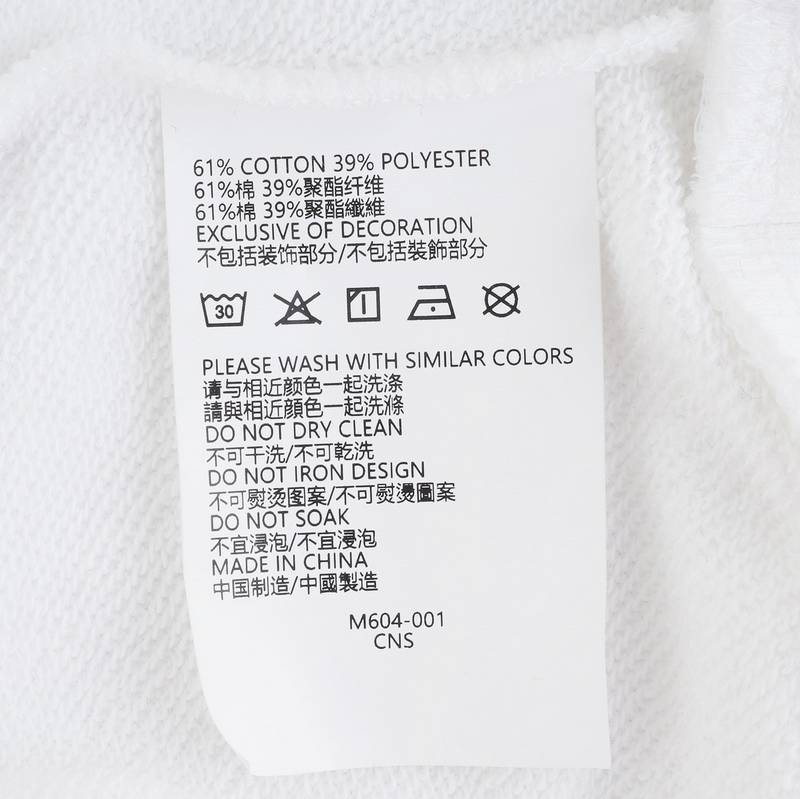 61% COTTON 39% POLYESTER
61%棉 39%聚酯纤维
61%棉 39%聚酯纖維
EXCLUSIVE OF DECORATION
不包括装饰部分/不包括裝飾部分
30
PLEASE WASH WITH SIMILAR COLORS
请与相近颜色一起洗涤
請與相近顏色一起洗滌
DO NOT DRY CLEAN
不可干洗/不可乾洗
DO NOT IRON DESIGN
不可熨烫图案/不可熨燙圖案
DO NOT SOAK
不宜浸泡/不宜浸泡
MADE IN CHINA
中国制造/中國製造
M604-001
CNS